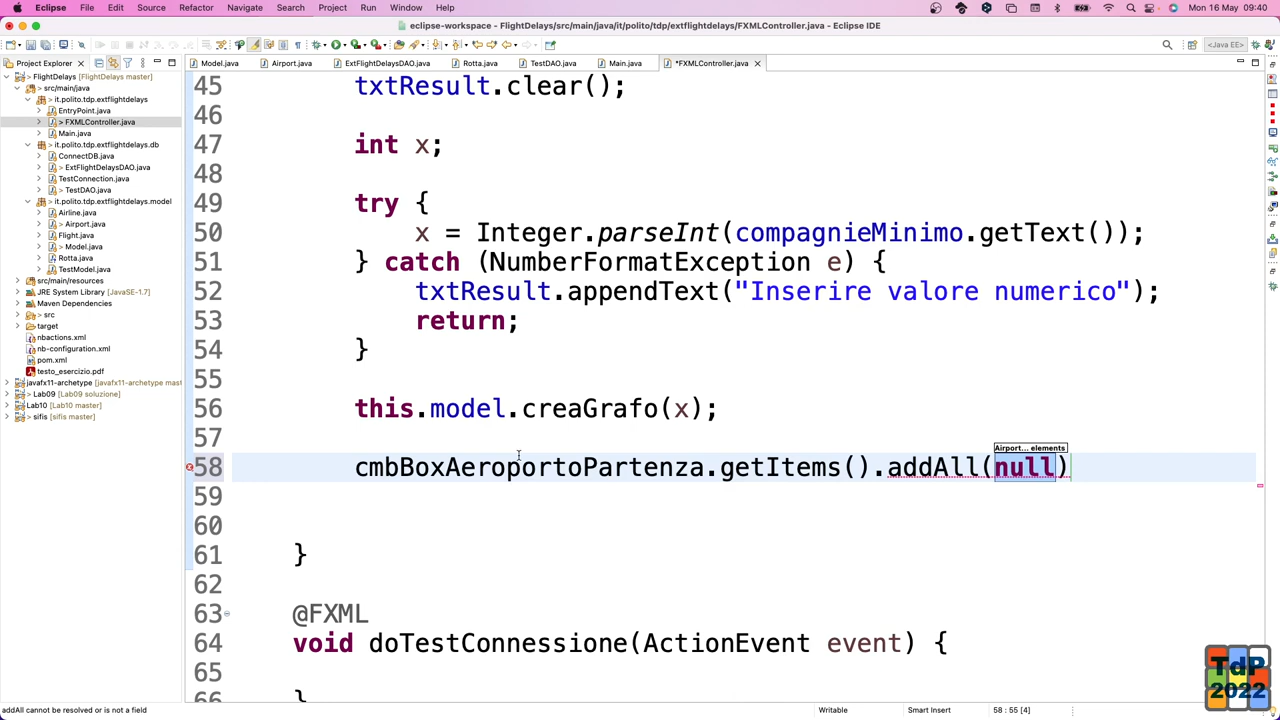 Eclipse File Edit Source Refactor Navigate Search Project Run Window Help
Mon 16 May 09:40
eclipse-workspace - FlightDelays/src/main/java/it/polito/tdp/extflightdelays/FXMLController.java - Eclipse IDE
<Java EE>
Project Explorer
Model.java Airport.java ExtFlightDelaysDAO.java Rotta.java TestDAO.java Main.java *FXMLController.java
> FlightDelays [FlightDelays master]
> src/main/java
> it.polito.tdp.extflightdelays
EntryPoint.java
> FXMLController.java
Main.java
> it.polito.tdp.extflightdelays.db
ConnectDB.java
> ExtFlightDelaysDAO.java
TestConnection.java
> TestDAO.java
> it.polito.tdp.extflightdelays.model
Airline.java
> Airport.java
Flight.java
> Model.java
Rotta.java
TestModel.java
src/main/resources
JRE System Library [JavaSE-1.7]
Maven Dependencies
> src
target
nbactions.xml
nb-configuration.xml
pom.xml
testo_esercizio.pdf
javafx11-archetype [javafx11-archetype mast
> Lab09 [Lab09 soluzione]
Lab10 [Lab10 master]
> sifis [sifis master]
45 txtResult.clear();
46
47 int x;
48
49 try {
50 x = Integer.parseInt(compagnieMinimo.getText());
51 } catch (NumberFormatException e) {
52 txtResult.appendText("Inserire valore numerico");
53 return;
54 }
55
56 this.model.creaGrafo(x);
57
Airport... elements
58 cmbBoxAeroportoPartenza.getItems().addAll(null)
59
60
61 }
62
63 @FXML
64 void doTestConnessione(ActionEvent event) {
65
66 }
TdP
2022
addAll cannot be resolved or is not a field
Writable Smart Insert 58 : 55 [4]